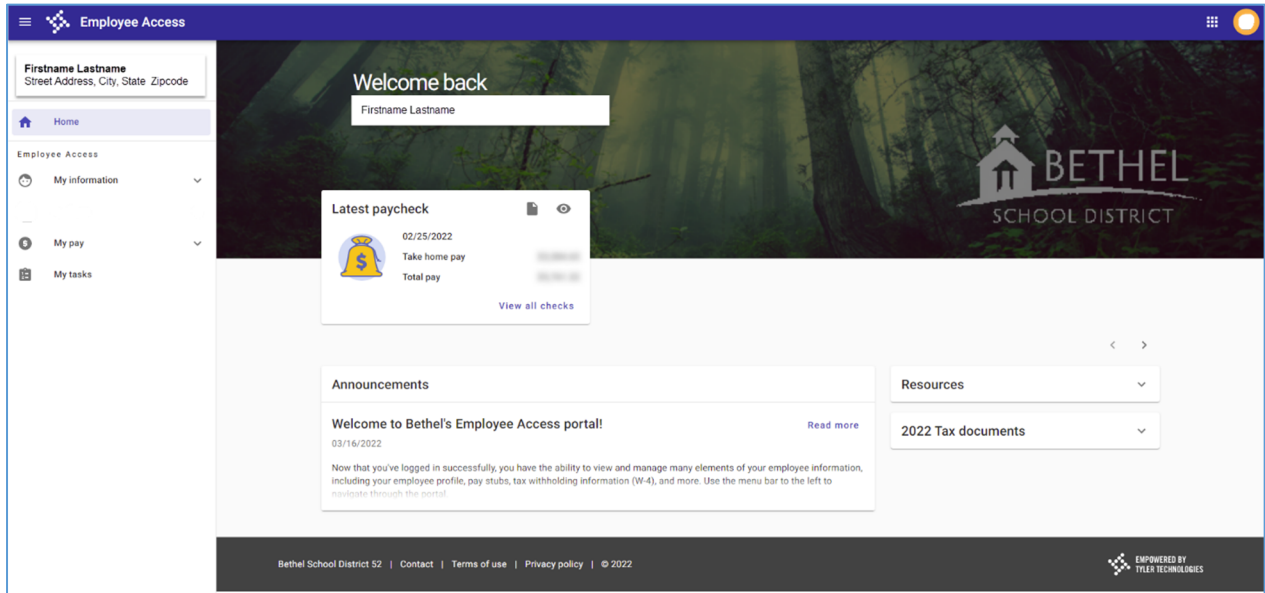 Employee Access
Firstname Lastname
Street Address, City, State Zipcode
Home
Employee Access
My information
My pay
My tasks
Welcome back
Firstname Lastname
BETHEL
SCHOOL DISTRICT
Latest paycheck
$
02/25/2022
Take home pay
Total pay
View all checks
Announcements
Welcome to Bethel's Employee Access portal!
Read more
03/16/2022
Now that you've logged in successfully, you have the ability to view and manage many elements of your employee information,
including your employee profile, pay stubs, tax withholding information (W-4), and more. Use the menu bar to the left to
navigate through the portal.
Resources
2022 Tax documents
Bethel School District 52 | Contact | Terms of use | Privacy policy | © 2022
EMPOWERED BY
TYLER TECHNOLOGIES